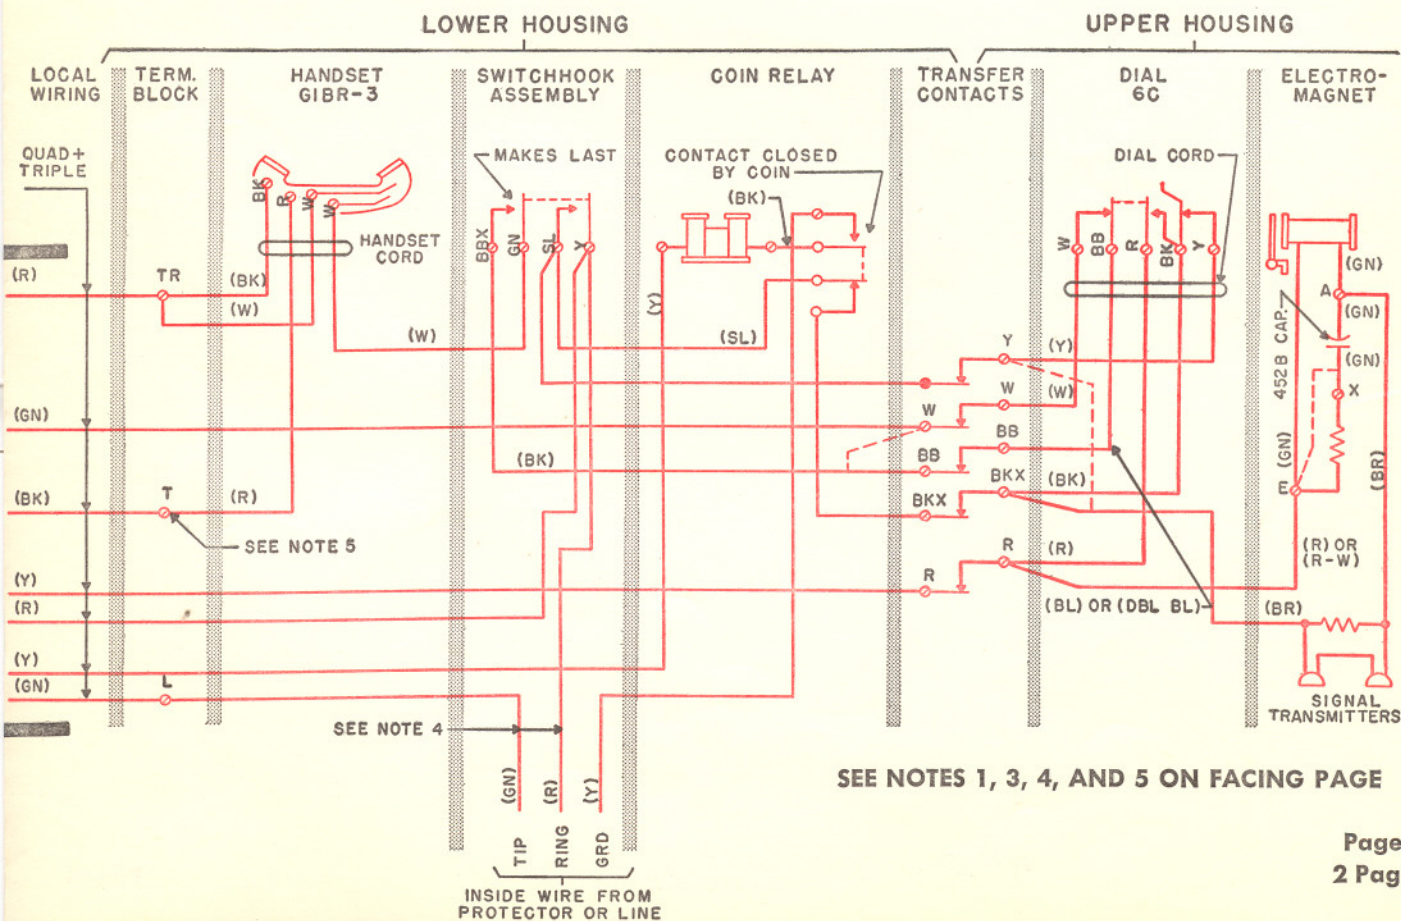 LOWER HOUSING
UPPER HOUSING
LOCAL
WIRING
TERM.
BLOCK
HANDSET
G1BR-3
SWITCHHOOK
ASSEMBLY
COIN RELAY
TRANSFER
CONTACTS
DIAL
6C
ELECTRO-
MAGNET
QUAD+
TRIPLE
MAKES LAST
CONTACT CLOSED
BY COIN
DIAL CORD
(BK)
BK
R
W
W
HANDSET
CORD
BBX
GN
SL
Y
W
BB
R
BK
Y
(R)
TR
(BK)
(W)
(W)
(Y)
(SL)
(GN)
A
(GN)
452B CAP.
(GN)
X
Y
(Y)
W
(W)
(GN)
W
BB
(BK)
BB
(GN)
(BR)
BKX
(BK)
E
(BK)
T
(R)
BKX
SEE NOTE 5
R
(R)
(R) OR
(R-W)
(Y)
R
(R)
(BL) OR (DBL BL)
(BR)
(Y)
(GN)
L
SEE NOTE 4
SIGNAL
TRANSMITTERS
(GN)
(R)
(Y)
SEE NOTES 1, 3, 4, AND 5 ON FACING PAGE
TIP
RING
GRD
Page
2 Pag
INSIDE WIRE FROM
PROTECTOR OR LINE